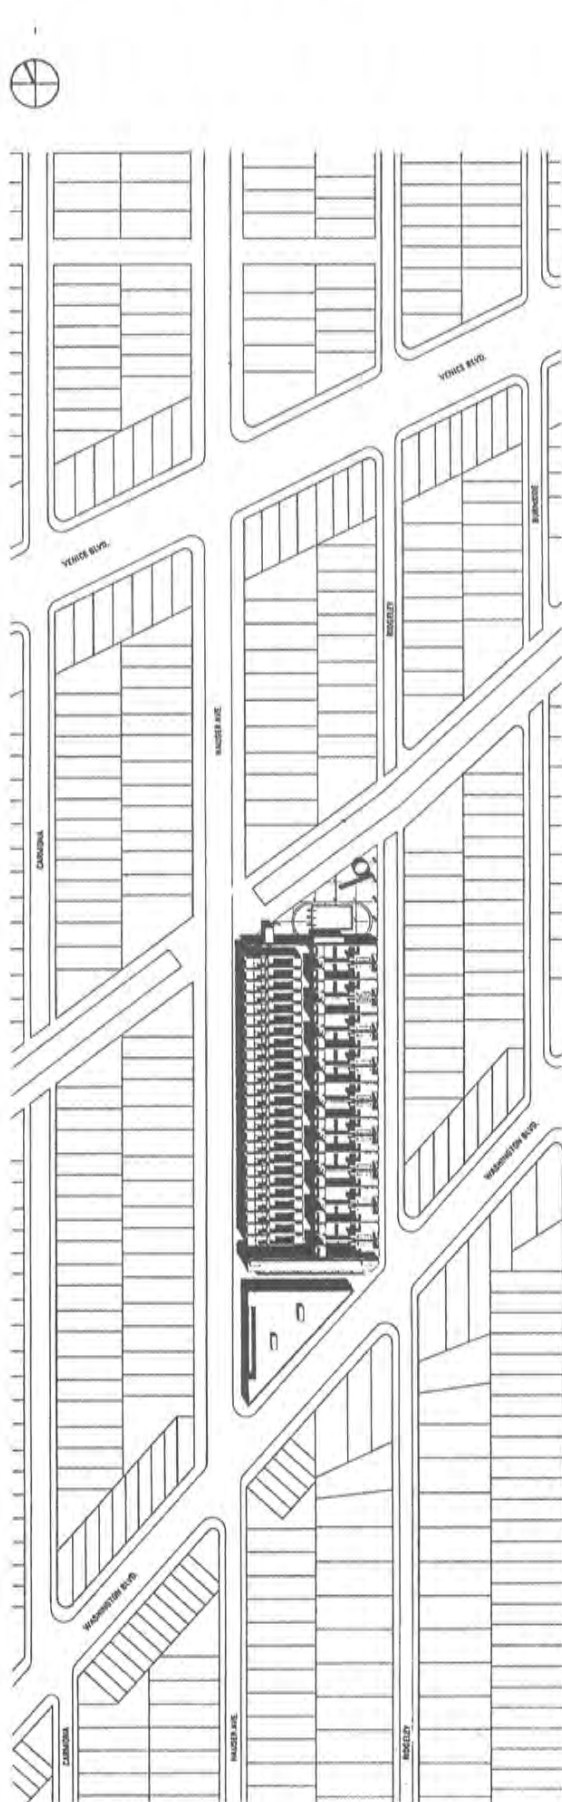 VENICE BLVD.
BURNSIDE
VENICE BLVD.
RIDGELEY
HAUSER AVE.
CARMONA
WASHINGTON BLVD.
WASHINGTON BLVD.
CARMONA
HAUSER AVE.
RIDGELEY